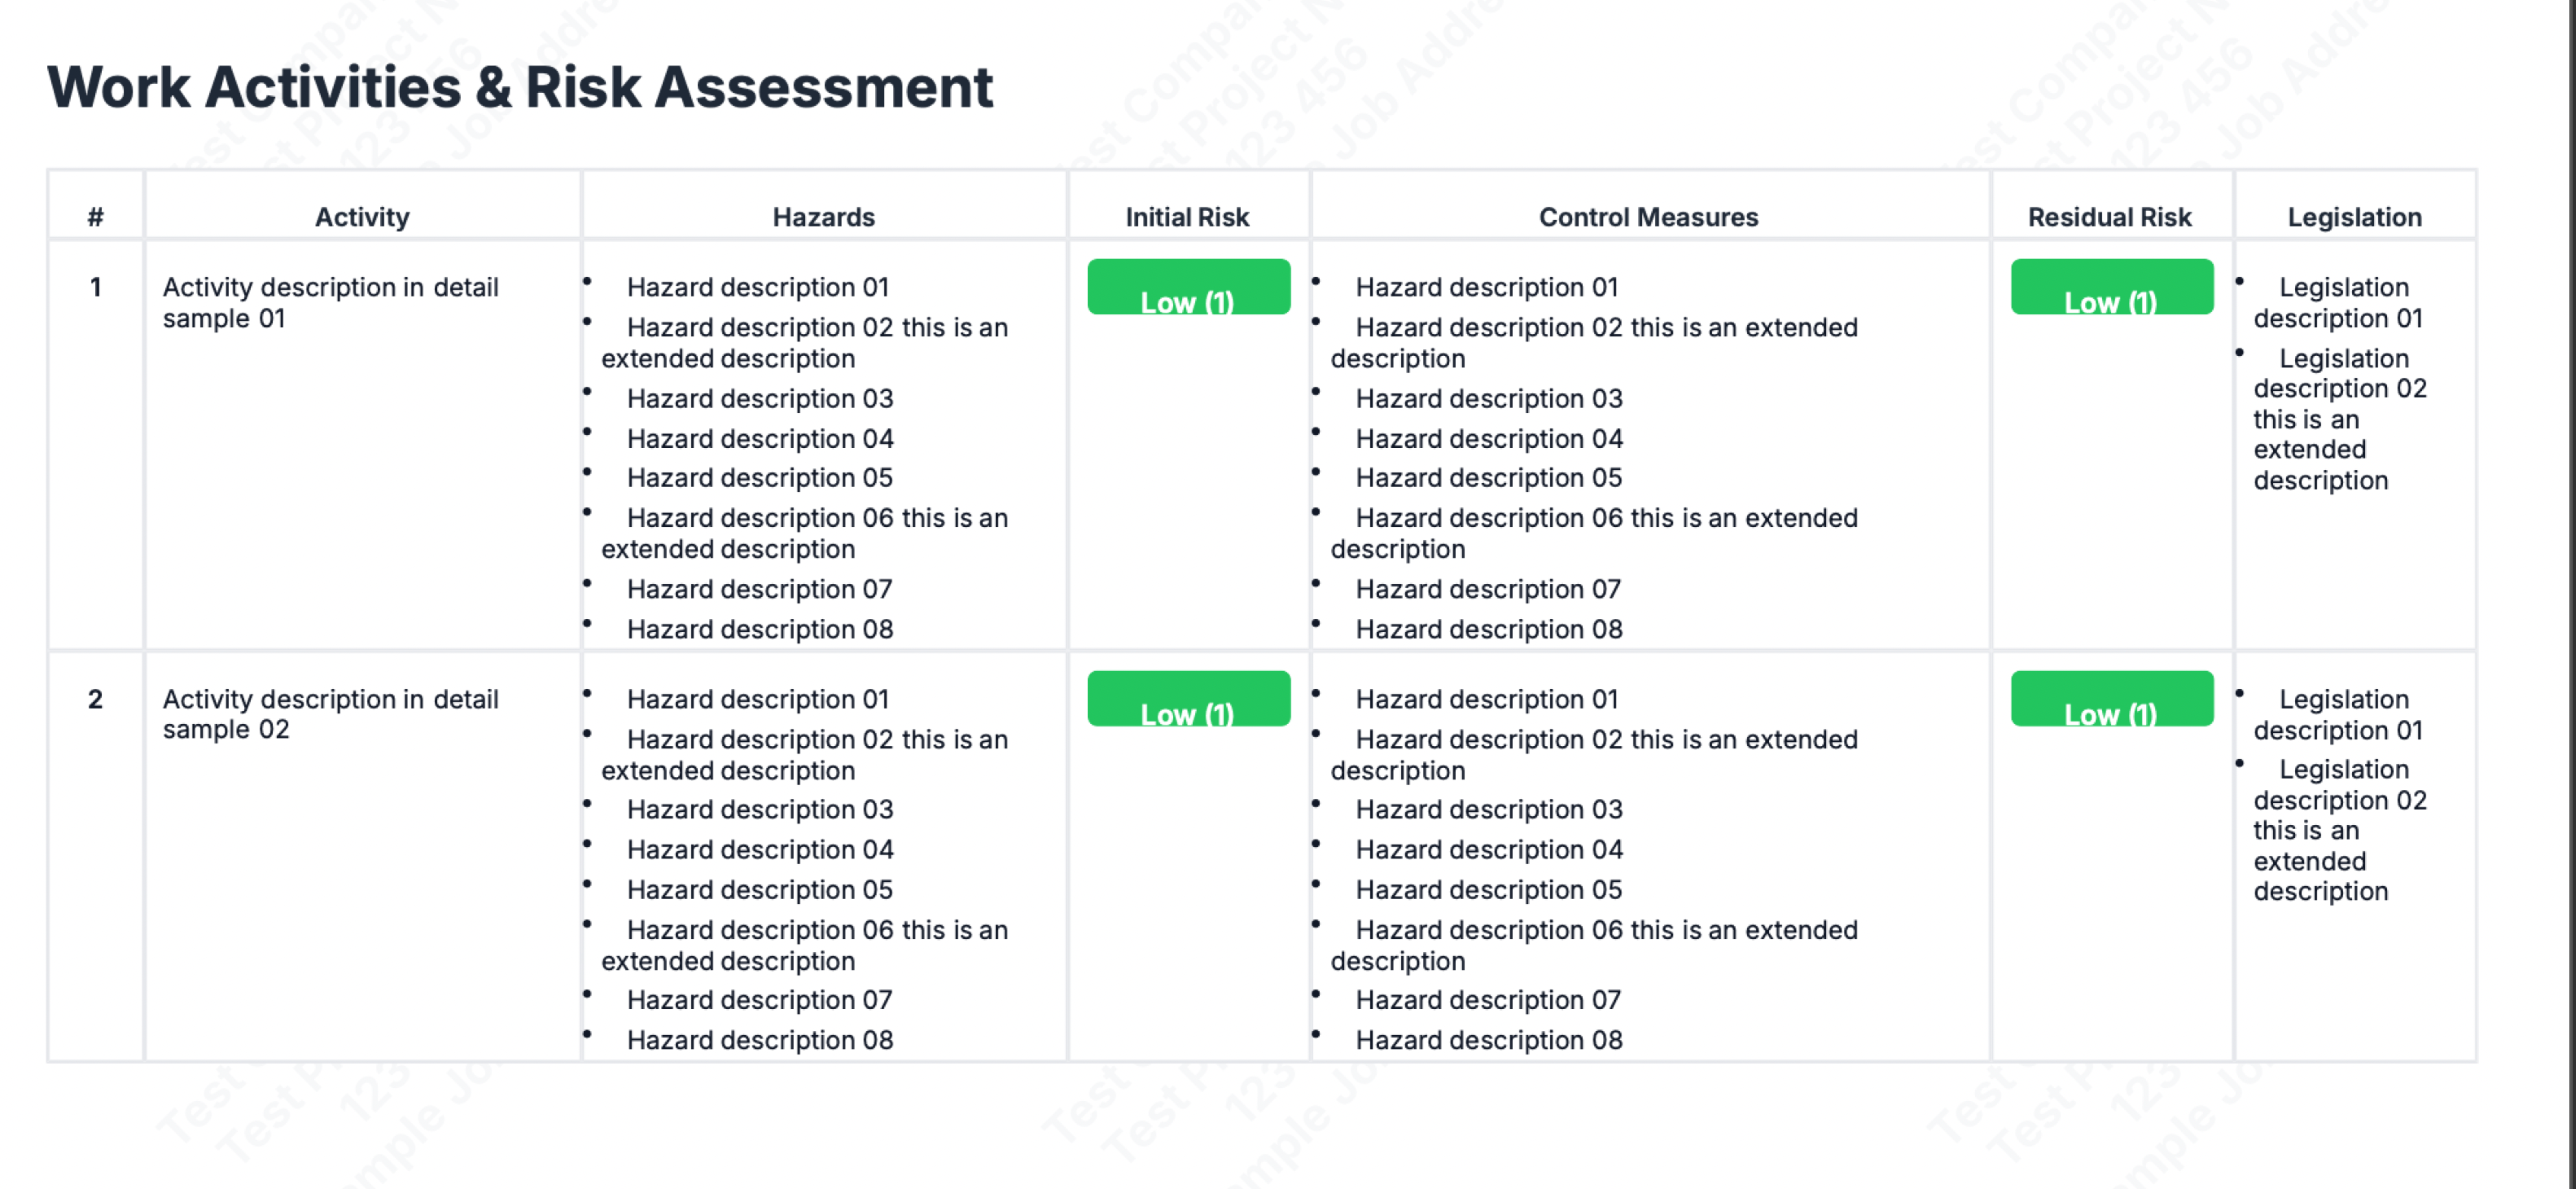 Work Activities & Risk Assessment
# Activity Hazards Initial Risk Control Measures Residual Risk Legislation
1
Activity description in detail
sample 01
• Hazard description 01
• Hazard description 02 this is an
extended description
• Hazard description 03
• Hazard description 04
• Hazard description 05
• Hazard description 06 this is an
extended description
• Hazard description 07
• Hazard description 08
Low (1)
• Hazard description 01
• Hazard description 02 this is an extended
description
• Hazard description 03
• Hazard description 04
• Hazard description 05
• Hazard description 06 this is an extended
description
• Hazard description 07
• Hazard description 08
Low (1)
• Legislation
description 01
• Legislation
description 02
this is an
extended
description
2
Activity description in detail
sample 02
• Hazard description 01
• Hazard description 02 this is an
extended description
• Hazard description 03
• Hazard description 04
• Hazard description 05
• Hazard description 06 this is an
extended description
• Hazard description 07
• Hazard description 08
Low (1)
• Hazard description 01
• Hazard description 02 this is an extended
description
• Hazard description 03
• Hazard description 04
• Hazard description 05
• Hazard description 06 this is an extended
description
• Hazard description 07
• Hazard description 08
Low (1)
• Legislation
description 01
• Legislation
description 02
this is an
extended
description